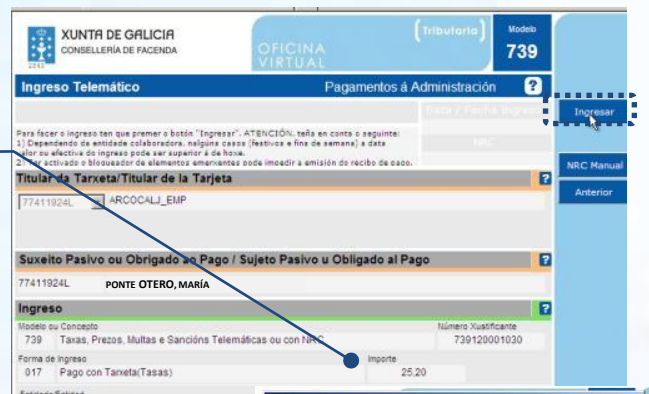 XUNTA DE GALICIA
CONSELLERÍA DE FACENDA
1243
OFICINA
VIRTUAL
(Tributaria)
Modelo
739
Ingreso Telemático
Pagamentos á Administración
?
Data / Fecha Ingreso
Ingresar
Para facer o ingreso ten que premer o botón "Ingresar". ATENCIÓN, teña en conta o seguinte:
1) Dependendo da entidade colaboradora, nalgúns casos (festivos e fins de semana) a data
valor ou efectiva do ingreso pode ser superior á de hoxe.
2) Ter activado o bloqueador de elementos emerxentes pode impedir a emisión do recibo de pago.
NRC
NRC Manual
Titular da Tarxeta/Titular de la Tarjeta
?
Anterior
77411924L
ARCOCALJ_EMP
Suxeito Pasivo ou Obrigado ao Pago / Sujeto Pasivo u Obligado al Pago
?
77411924L
PONTE OTERO, MARÍA
Ingreso
?
Modelo ou Concepto
Número Xustificante
739
Taxas, Prezos, Multas e Sancións Telemáticas ou con NRC
739120001030
Forma de Ingreso
Importe
017
Pago con Tarxeta(Tasas)
25,20
Entidade/Entidad